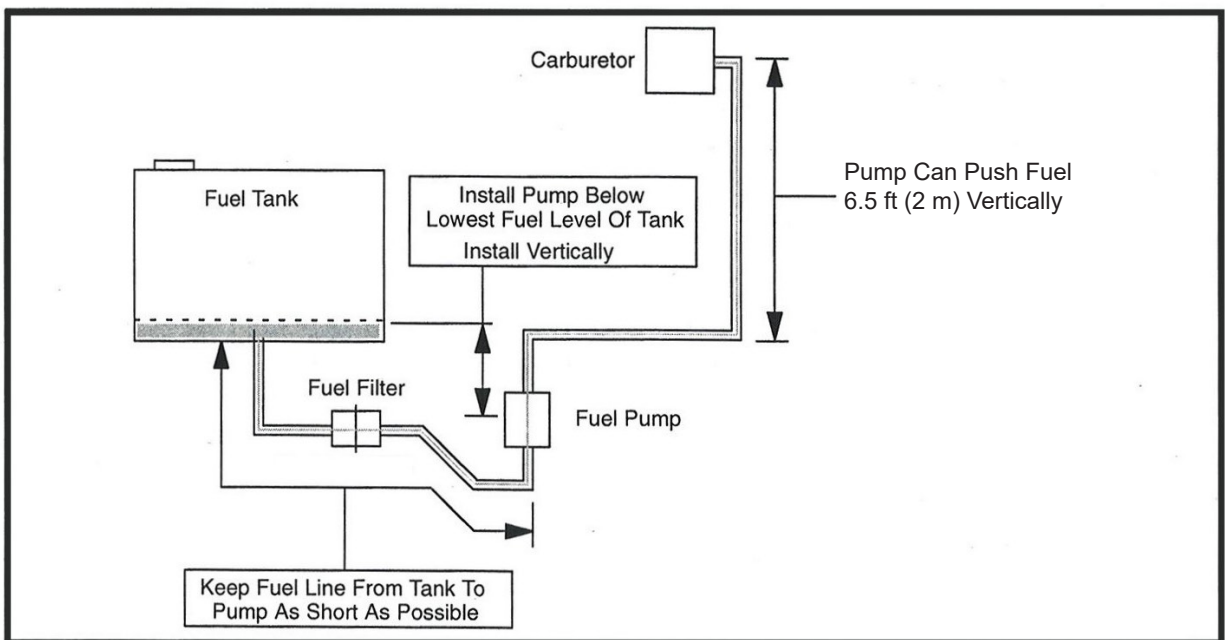 Carburetor
Pump Can Push Fuel
6.5 ft (2 m) Vertically
Fuel Tank
Install Pump Below
Lowest Fuel Level Of Tank
Install Vertically
Fuel Filter
Fuel Pump
Keep Fuel Line From Tank To
Pump As Short As Possible